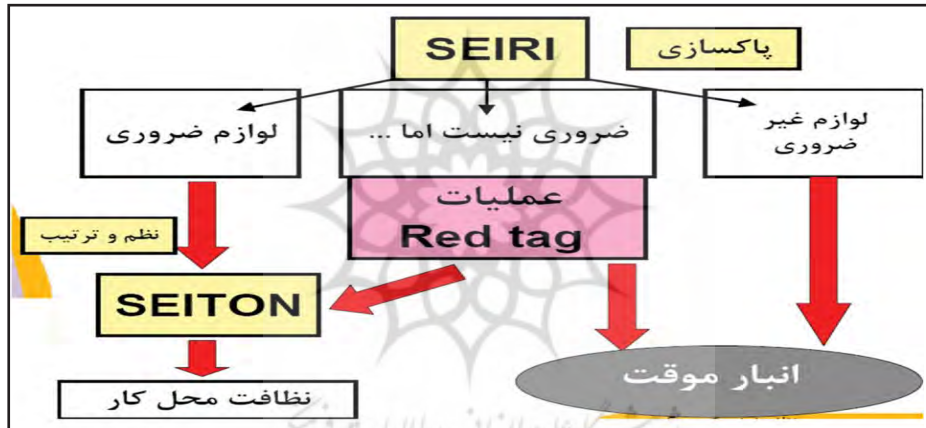 SEIRI
پاکسازی
لوازم غیر
ضروری
ضروری نیست اما ...
لوازم ضروری
عملیات
Red tag
نظم و ترتیب
SEITON
انبار موقت
نظافت محل کار